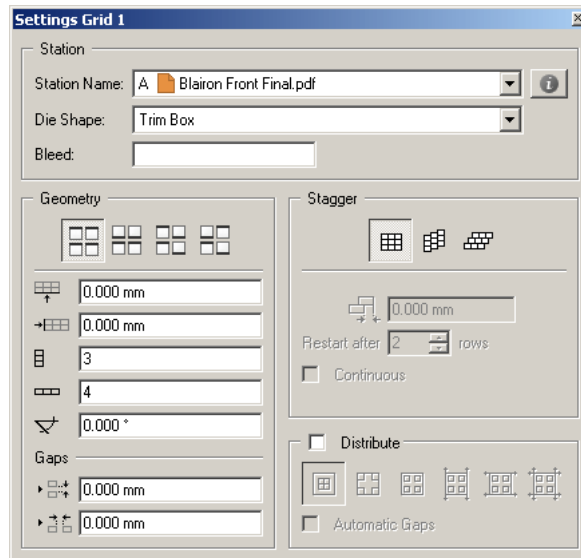 Settings Grid 1
Station
Station Name: A Blairon Front Final.pdf
Die Shape: Trim Box
Bleed:
Geometry
0.000 mm
0.000 mm
3
4
0.000 °
Gaps
0.000 mm
0.000 mm
Stagger
0.000 mm
Restart after 2 rows
Continuous
Distribute
Automatic Gaps